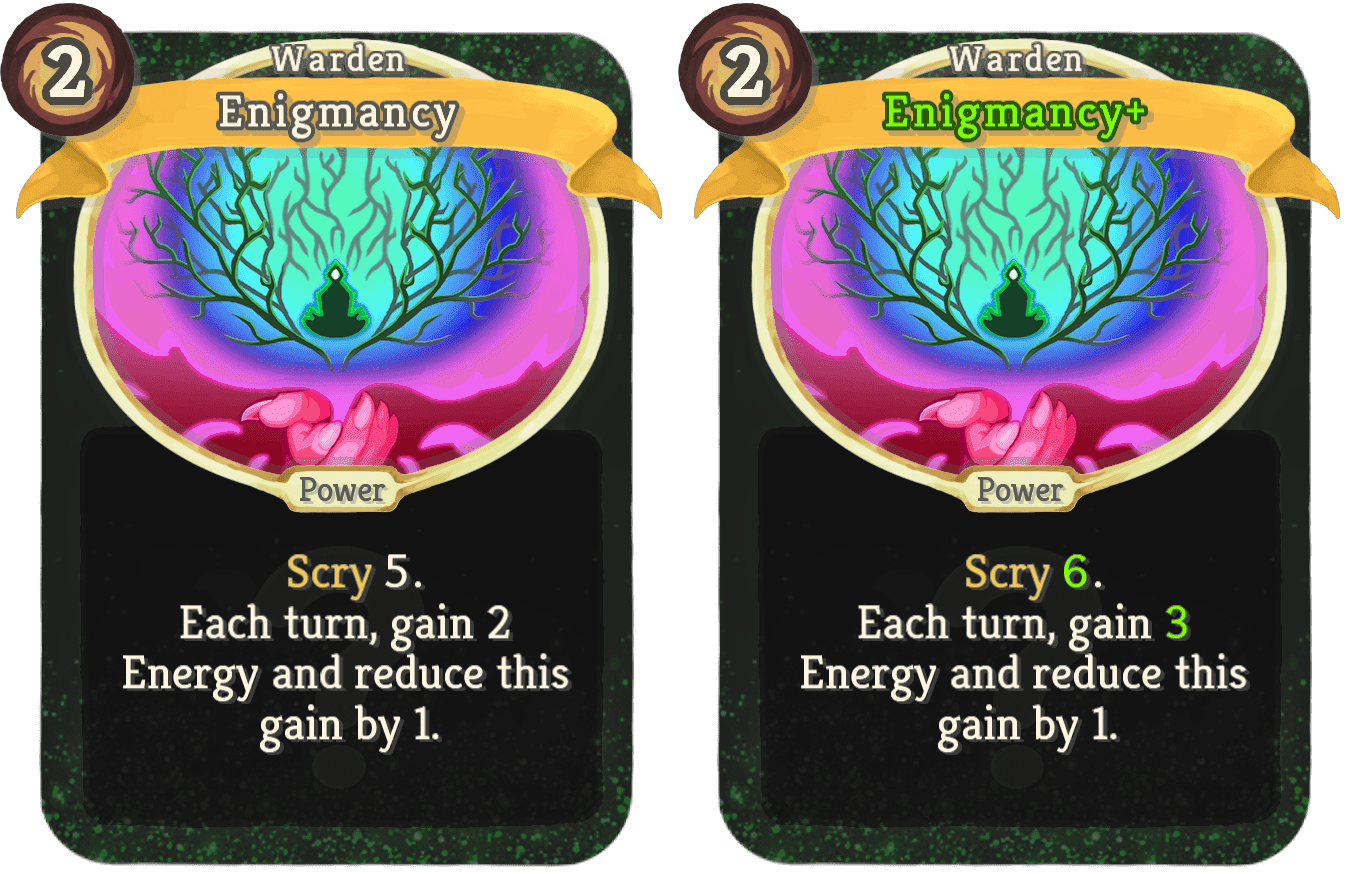 2
Warden
Enigmancy
Power
Scry 5.
Each turn, gain 2
Energy and reduce this
gain by 1.
2
Warden
Enigmancy+
Power
Scry 6.
Each turn, gain 3
Energy and reduce this
gain by 1.